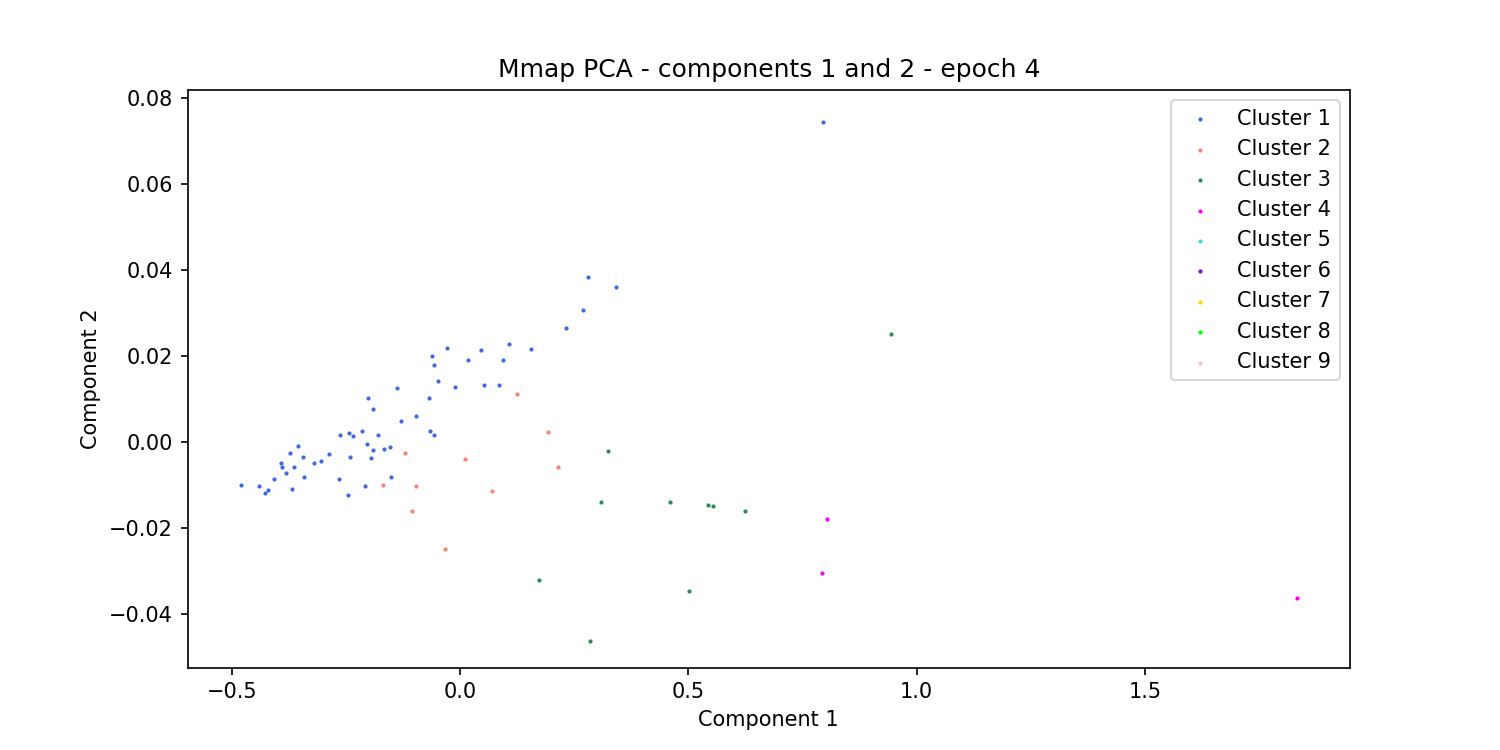 Mmap PCA - components 1 and 2 - epoch 4
0.08
0.06
0.04
0.02
0.00
−0.02
−0.04
Component 2
−0.5
0.0
0.5
1.0
1.5
Component 1
Cluster 1
Cluster 2
Cluster 3
Cluster 4
Cluster 5
Cluster 6
Cluster 7
Cluster 8
Cluster 9